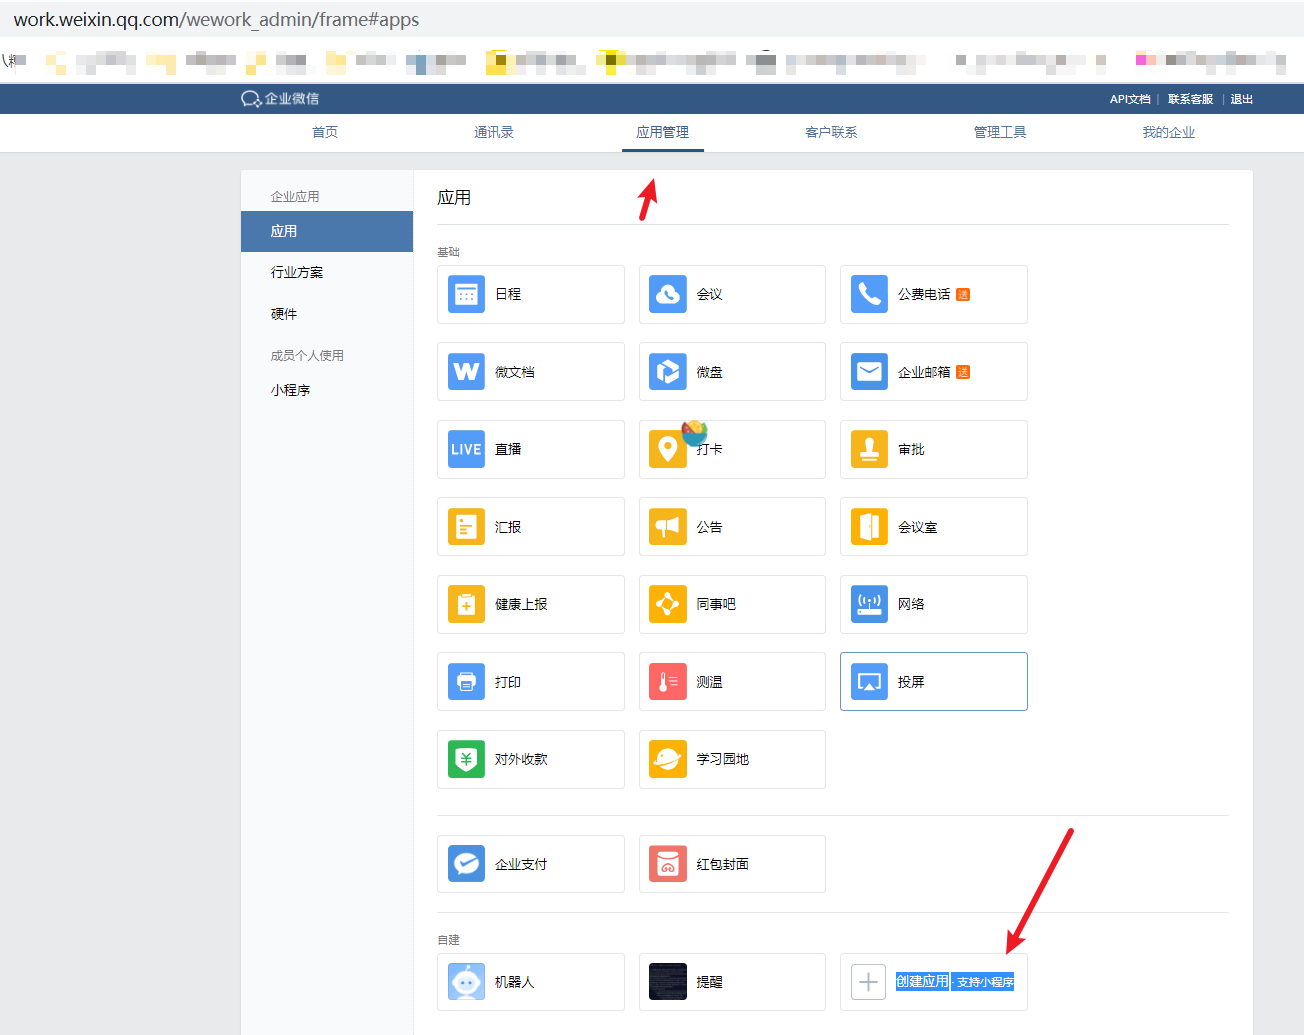 work.weixin.qq.com/wework_admin/frame#apps
企业微信
API文档 | 联系客服 | 退出
首页 通讯录 应用管理 客户联系 管理工具 我的企业
企业应用
应用
行业方案
硬件
成员个人使用
小程序
应用
基础
日程 会议 公费电话 送
W 微文档 微盘 企业邮箱 送
LIVE 直播 打卡 审批
汇报 公告 会议室
健康上报 同事吧 网络
打印 测温 投屏
对外收款 学习园地
企业支付 红包封面
自建
机器人 提醒 创建应用 · 支持小程序